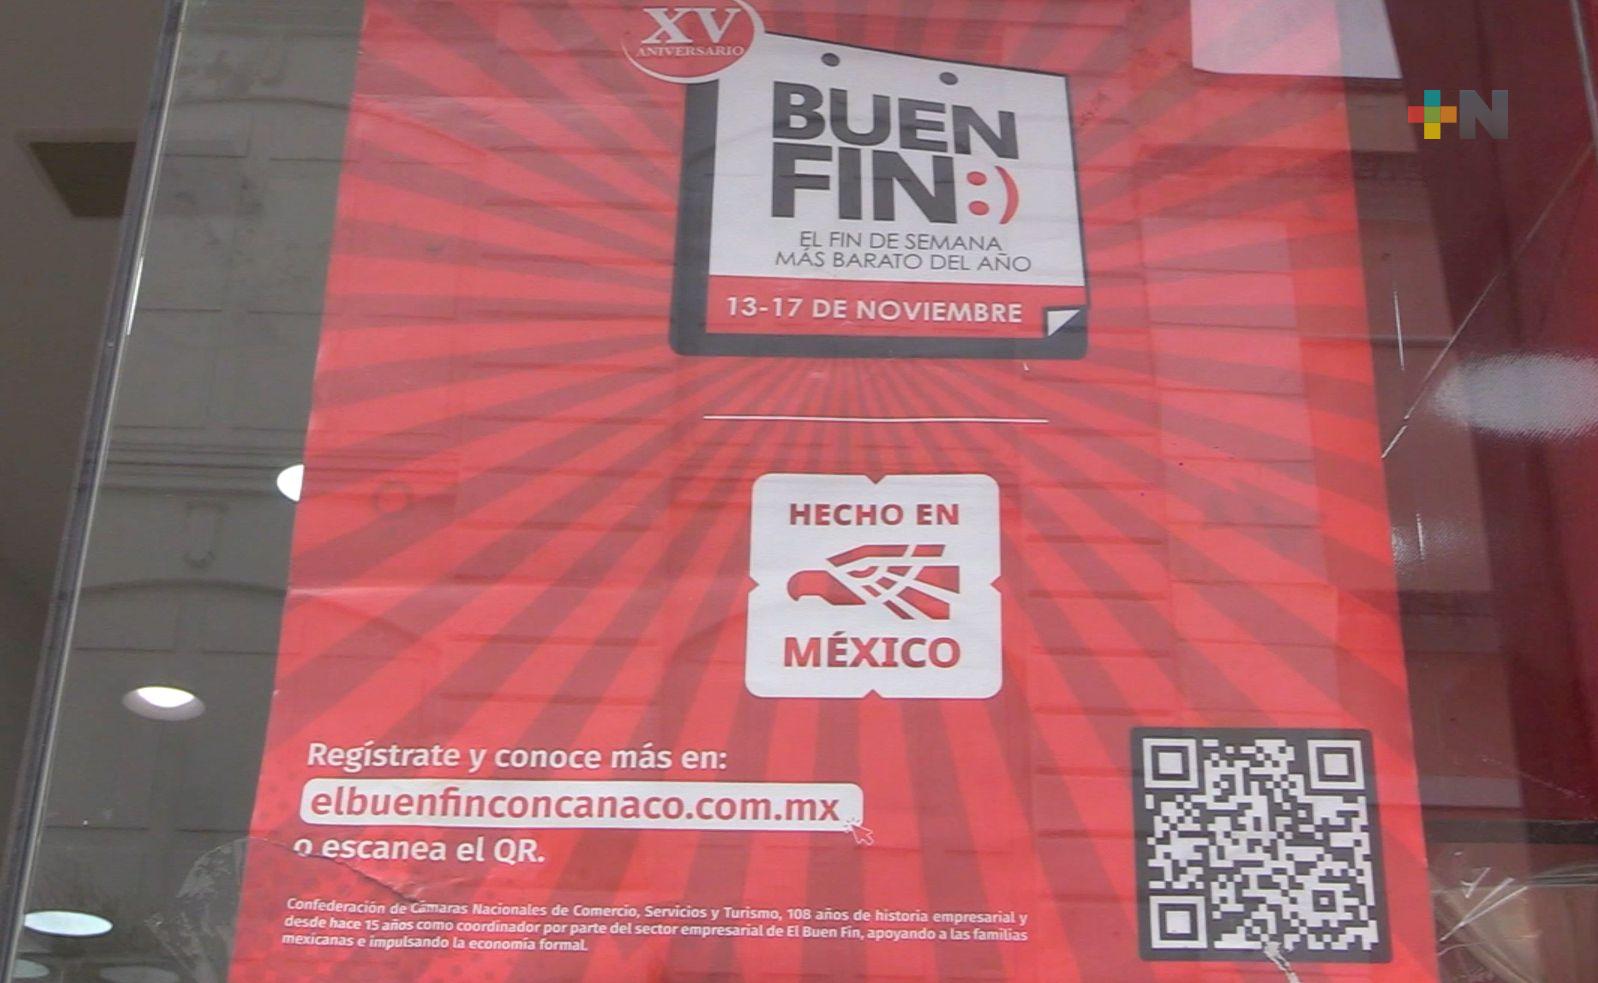 XV
ANIVERSARIO
BUEN
FIN:)
EL FIN DE SEMANA
MÁS BARATO DEL AÑO
13-17 DE NOVIEMBRE
+N
HECHO EN
MÉXICO
Regístrate y conoce más en:
elbuenfinconcanaco.com.mx
o escanea el QR.
Confederación de Cámaras Nacionales de Comercio, Servicios y Turismo, 108 años de historia empresarial y
desde hace 15 años como coordinador por parte del sector empresarial de El Buen Fin, apoyando a las familias
mexicanas e impulsando la economía formal.